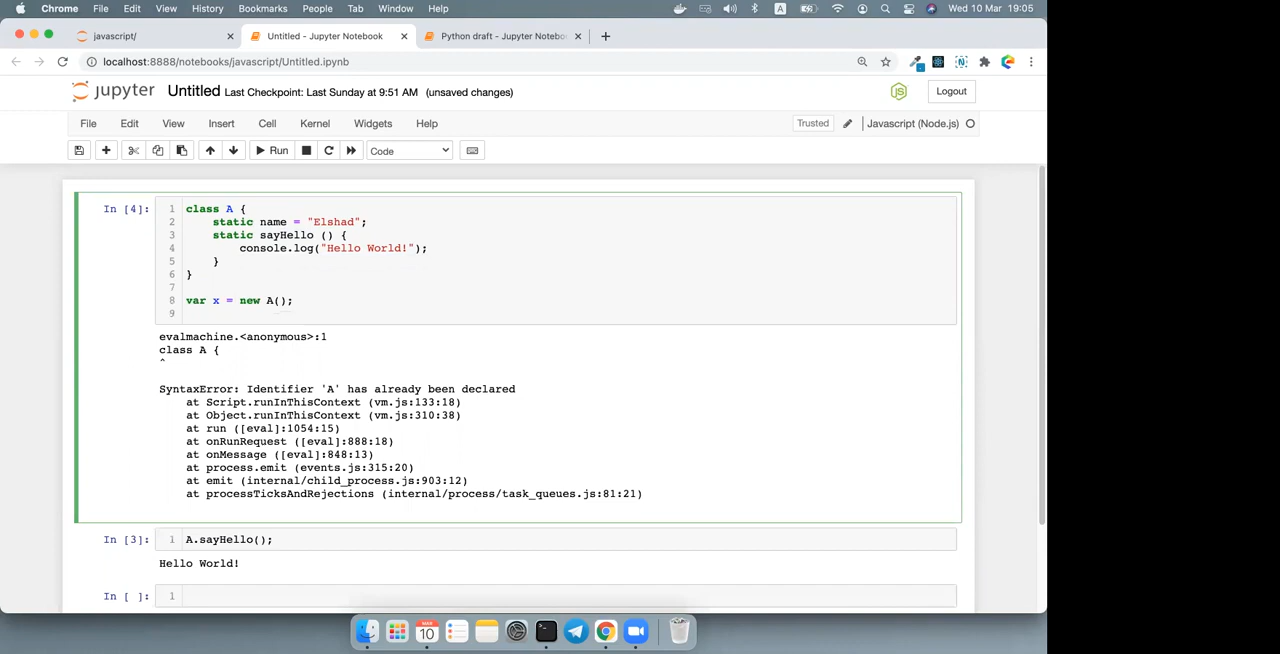 Chrome File Edit View History Bookmarks People Tab Window Help A Wed 10 Mar 19:05
javascript/ Untitled - Jupyter Notebook Python draft - Jupyter Notebo
localhost:8888/notebooks/javascript/Untitled.ipynb
jupyter Untitled Last Checkpoint: Last Sunday at 9:51 AM (unsaved changes) JS Logout
File Edit View Insert Cell Kernel Widgets Help Trusted Javascript (Node.js)
Run Code
In [4]: 1 class A {
2 static name = "Elshad";
3 static sayHello () {
4 console.log("Hello World!");
5 }
6 }
7
8 var x = new A();
9
evalmachine.<anonymous>:1
class A {
^
SyntaxError: Identifier 'A' has already been declared
at Script.runInThisContext (vm.js:133:18)
at Object.runInThisContext (vm.js:310:38)
at run ([eval]:1054:15)
at onRunRequest ([eval]:888:18)
at onMessage ([eval]:848:13)
at process.emit (events.js:315:20)
at emit (internal/child_process.js:903:12)
at processTicksAndRejections (internal/process/task_queues.js:81:21)
In [3]: 1 A.sayHello();
Hello World!
In [ ]: 1
10